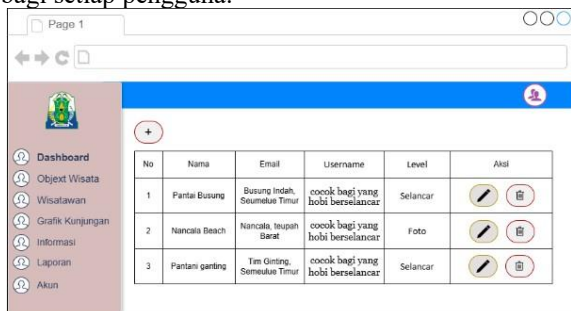 bagi setiap pengguna.
Page 1
Dashboard
Objext Wisata
Wisatawan
Grafik Kunjungan
Informasi
Laporan
Akun
+
No Nama Email Username Level Aksi
1 Pantai Busung Busung Indah, Seumelue Timur cocok bagi yang hobi berselancar Selancar
2 Nancala Beach Nancala, teupah Barat cocok bagi yang hobi berselancar Foto
3 Pantani ganting Tim Ginting, Semeulue Timur cocok bagi yang hobi berselancar Selancar